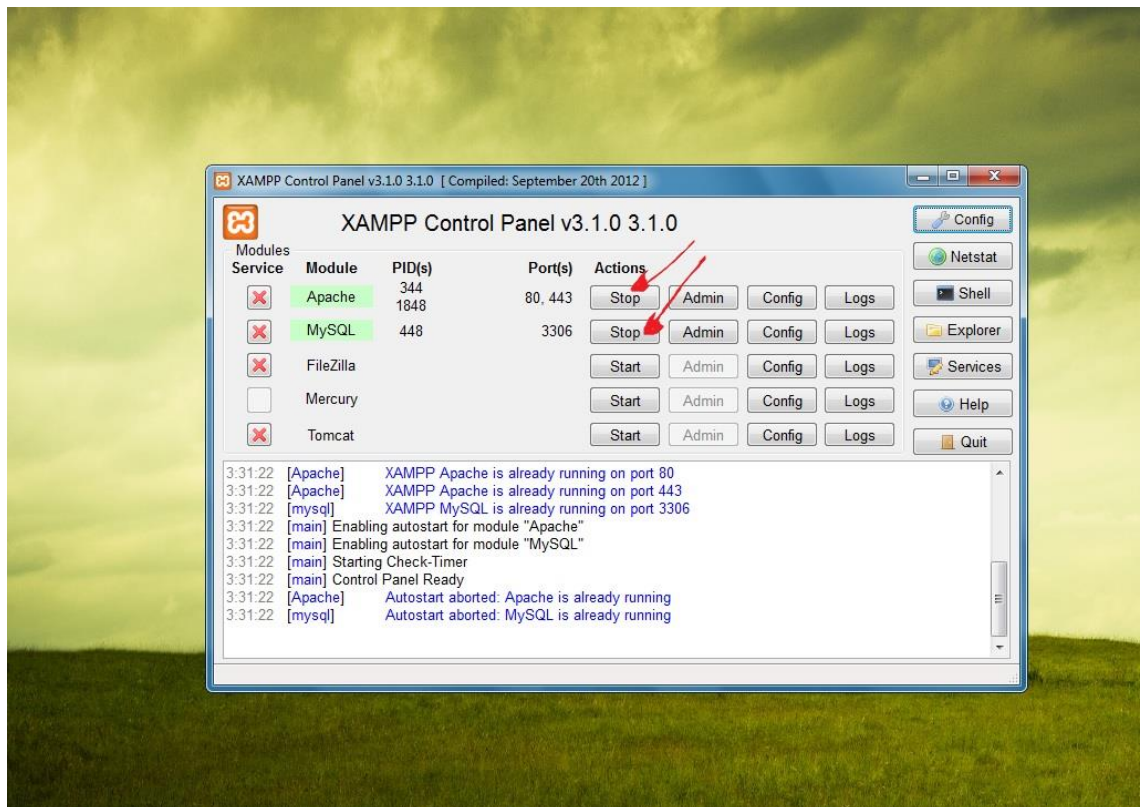 XAMPP Control Panel v3.1.0 3.1.0 [ Compiled: September 20th 2012 ]
XAMPP Control Panel v3.1.0 3.1.0
Config
Modules
Service Module PID(s) Port(s) Actions
Netstat
Apache 344 1848 80, 443 Stop Admin Config Logs
Shell
MySQL 448 3306 Stop Admin Config Logs
Explorer
FileZilla Start Admin Config Logs
Services
Mercury Start Admin Config Logs
Help
Tomcat Start Admin Config Logs
Quit
3:31:22 [Apache] XAMPP Apache is already running on port 80
3:31:22 [Apache] XAMPP Apache is already running on port 443
3:31:22 [mysql] XAMPP MySQL is already running on port 3306
3:31:22 [main] Enabling autostart for module "Apache"
3:31:22 [main] Enabling autostart for module "MySQL"
3:31:22 [main] Starting Check-Timer
3:31:22 [main] Control Panel Ready
3:31:22 [Apache] Autostart aborted: Apache is already running
3:31:22 [mysql] Autostart aborted: MySQL is already running